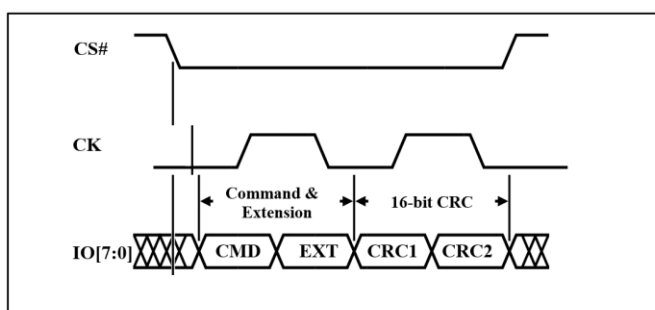 CS#
CK
Command &
Extension
16-bit CRC
IO[7:0]
CMD
EXT
CRC1
CRC2